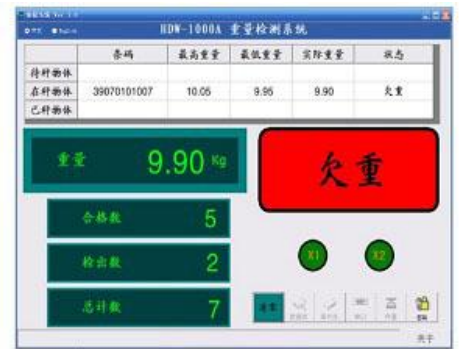 HDW-1000A 重量检测系统
条码 最高重量 最低重量 实际重量 状态
待秤物体
在秤物体 39070101007 10.05 9.95 9.90 欠重
已秤物体
重量 9.90 Kg
欠重
合格数 5
检出数 2
X1 X2
总计数 7
关于